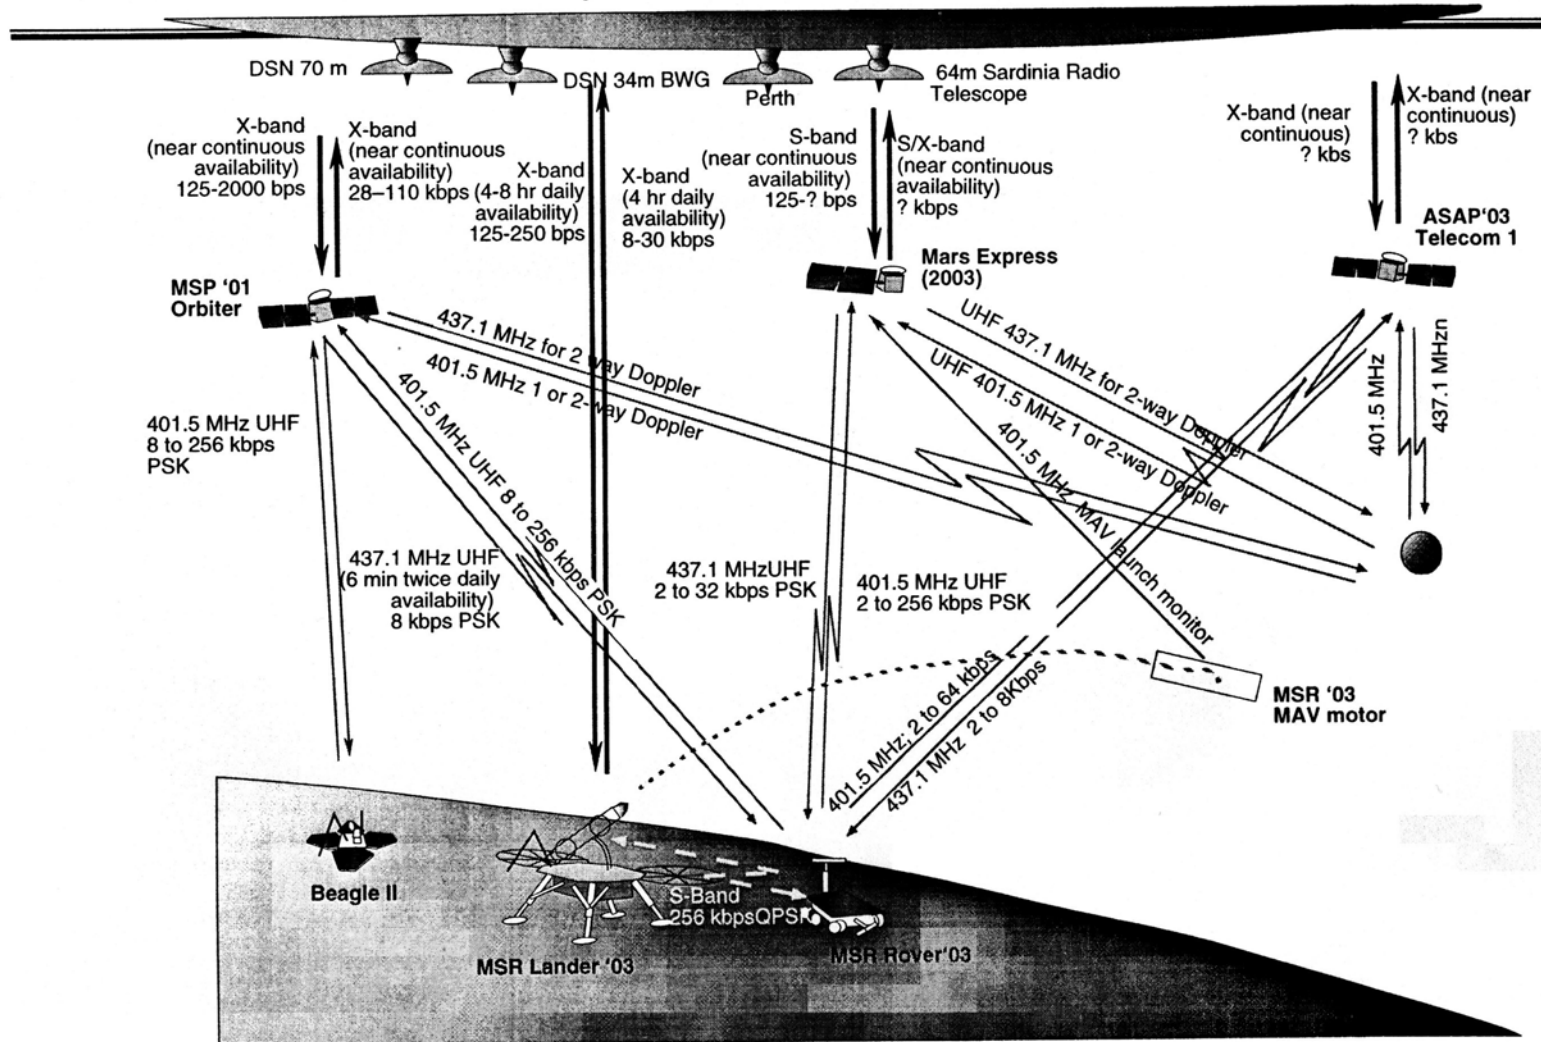 DSN 70 m
DSN 34m BWG
Perth
64m Sardinia Radio
Telescope
X-band
(near continuous
availability)
125-2000 bps
X-band
(near continuous
availability)
28–110 kbps
X-band
(4-8 hr daily
availability)
125-250 bps
X-band
(4 hr daily
availability)
8-30 kbps
S-band
(near continuous
availability)
125-? bps
S/X-band
(near continuous
availability)
? kbps
X-band (near
continuous)
? kbs
X-band (near
continuous)
? kbs
MSP '01
Orbiter
Mars Express
(2003)
ASAP'03
Telecom 1
437.1 MHz for 2 way Doppler
401.5 MHz 1 or 2-way Doppler
401.5 MHz UHF 8 to 256 kbps PSK
UHF 437.1 MHz for 2-way Doppler
UHF 401.5 MHz 1 or 2-way Doppler
401.5 MHz MAV launch monitor
401.5 MHz
437.1 MHzn
401.5 MHz UHF
8 to 256 kbps
PSK
437.1 MHz UHF
(6 min twice daily
availability)
8 kbps PSK
437.1 MHzUHF
2 to 32 kbps PSK
401.5 MHz UHF
2 to 256 kbps PSK
401.5 MHz; 2 to 64 kbps
437.1 MHz 2 to 8Kbps
MSR '03
MAV motor
Beagle II
MSR Lander '03
S-Band
256 kbpsQPSK
MSR Rover'03